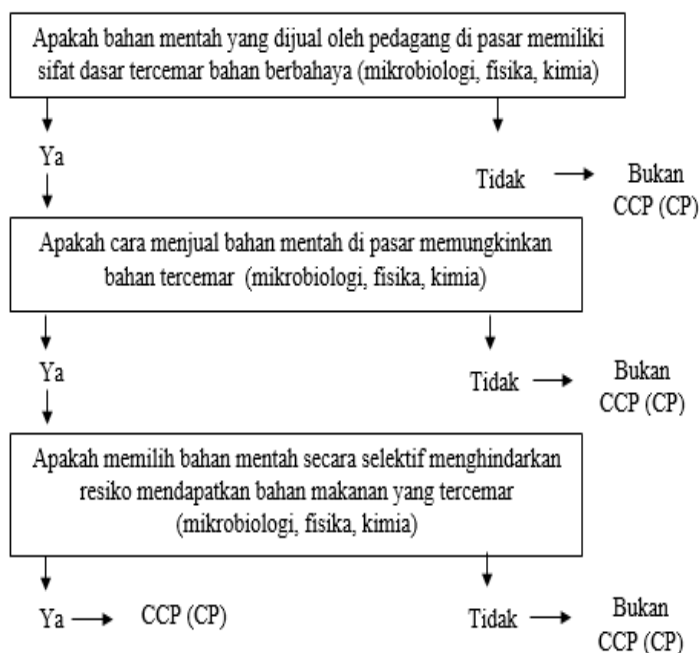 Apakah bahan mentah yang dijual oleh pedagang di pasar memiliki
sifat dasar tercemar bahan berbahaya (mikrobiologi, fisika, kimia)
Ya
Tidak
Bukan
CCP (CP)
Apakah cara menjual bahan mentah di pasar memungkinkan
bahan tercemar (mikrobiologi, fisika, kimia)
Ya
Tidak
Bukan
CCP (CP)
Apakah memilih bahan mentah secara selektif menghindarkan
resiko mendapatkan bahan makanan yang tercemar
(mikrobiologi, fisika, kimia)
Ya
CCP (CP)
Tidak
Bukan
CCP (CP)